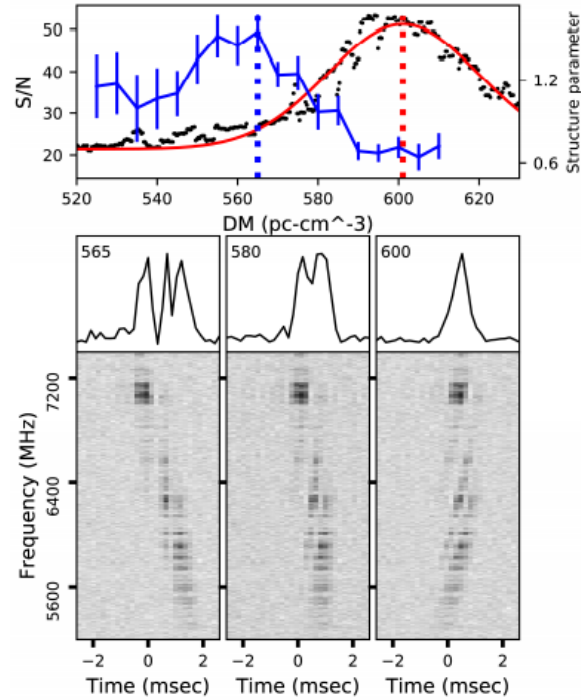 50
40
30
20
S/N
1.2
0.6
Structure parameter
520 540 560 580 600 620
DM (pc-cm^-3)
565 580 600
7200
6400
5600
Frequency (MHz)
−2 0 2 −2 0 2 −2 0 2
Time (msec) Time (msec) Time (msec)